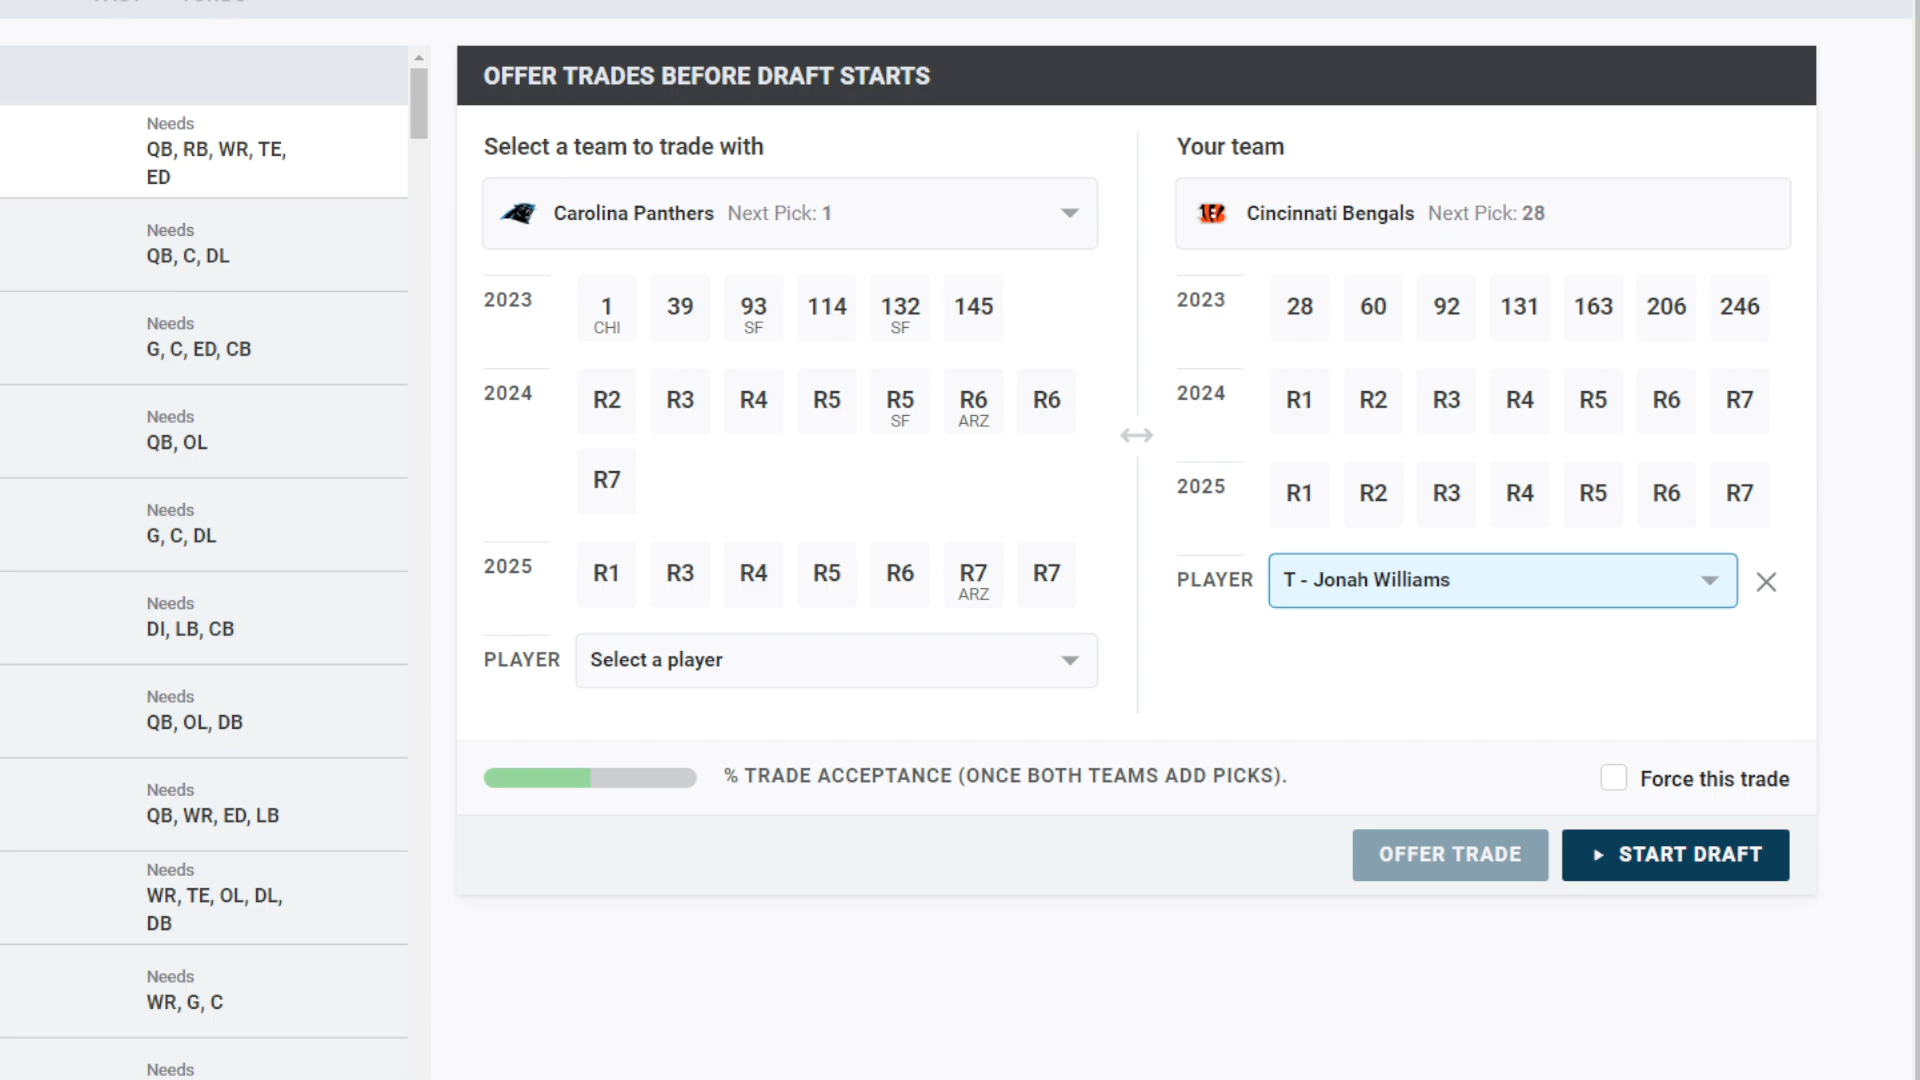 Needs
QB, RB, WR, TE,
ED
Needs
QB, C, DL
Needs
G, C, ED, CB
Needs
QB, OL
Needs
G, C, DL
Needs
DI, LB, CB
Needs
QB, OL, DB
Needs
QB, WR, ED, LB
Needs
WR, TE, OL, DL,
DB
Needs
WR, G, C
Needs
OFFER TRADES BEFORE DRAFT STARTS
Select a team to trade with
Carolina Panthers Next Pick: 1
2023 1 39 93 114 132 145
CHI SF SF
2024 R2 R3 R4 R5 R5 R6 R6
SF ARZ
R7
2025 R1 R3 R4 R5 R6 R7 R7
ARZ
PLAYER Select a player
Your team
Cincinnati Bengals Next Pick: 28
2023 28 60 92 131 163 206 246
2024 R1 R2 R3 R4 R5 R6 R7
2025 R1 R2 R3 R4 R5 R6 R7
PLAYER T - Jonah Williams
% TRADE ACCEPTANCE (ONCE BOTH TEAMS ADD PICKS).
Force this trade
OFFER TRADE
START DRAFT